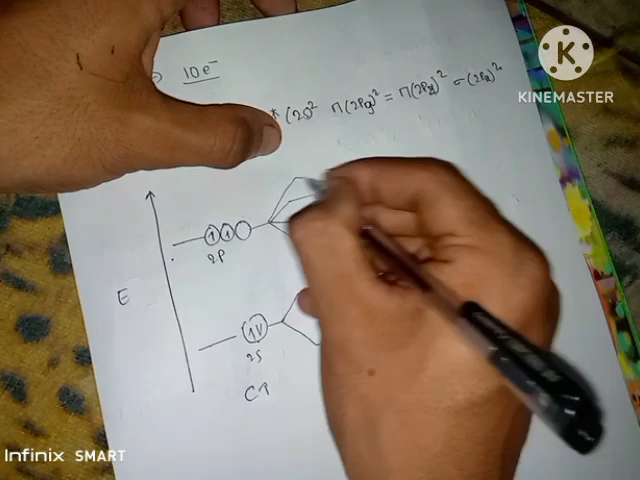 10e⁻
KINEMASTER
*(2S)² π(2Py)² = π(2Px)² σ(2Pz)²
E
2P
2S
Infinix SMART